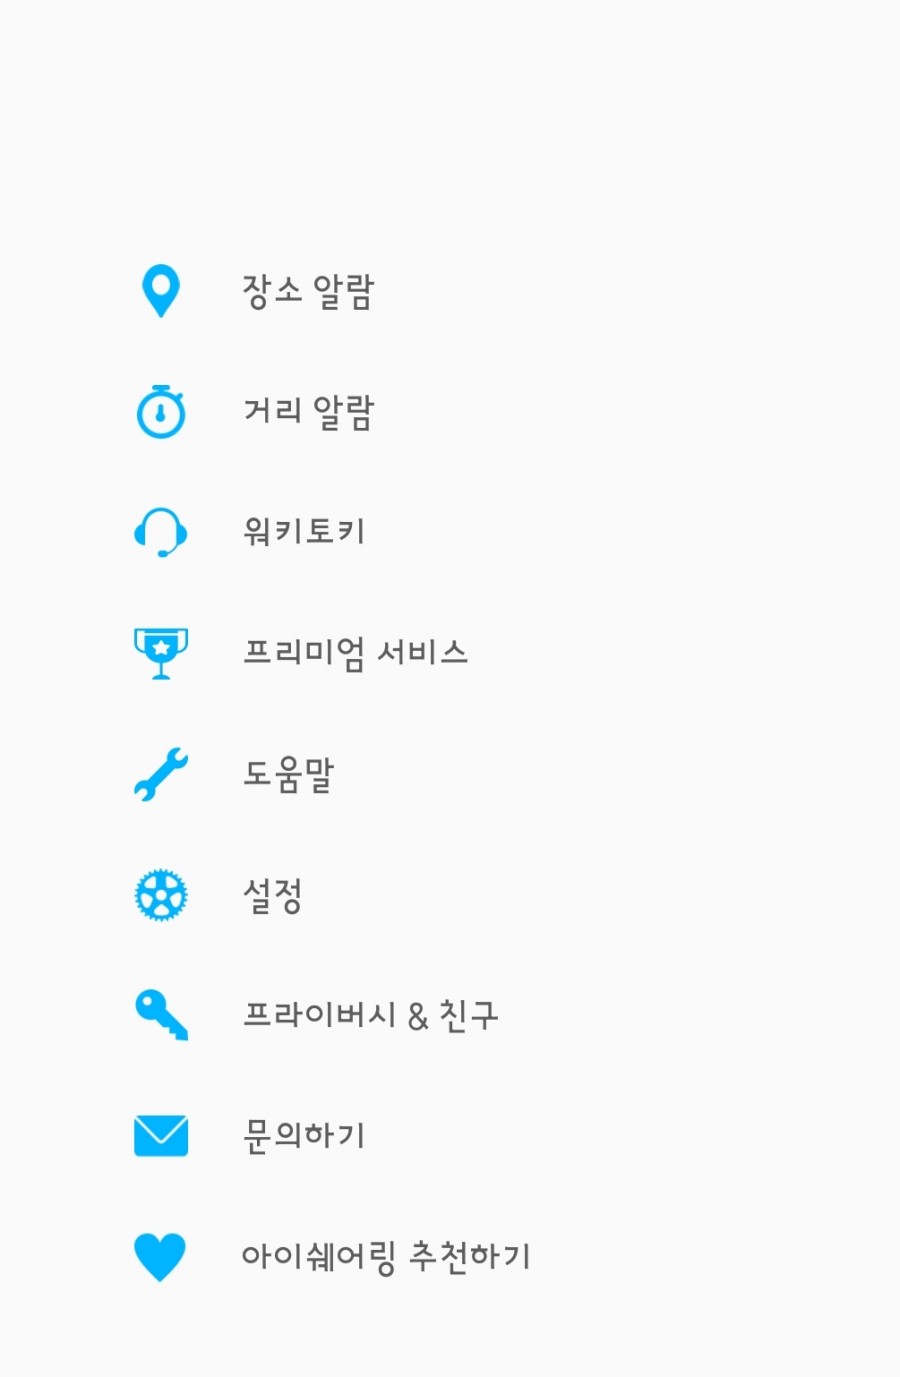 장소 알람
거리 알람
워키토키
프리미엄 서비스
도움말
설정
프라이버시 & 친구
문의하기
아이쉐어링 추천하기